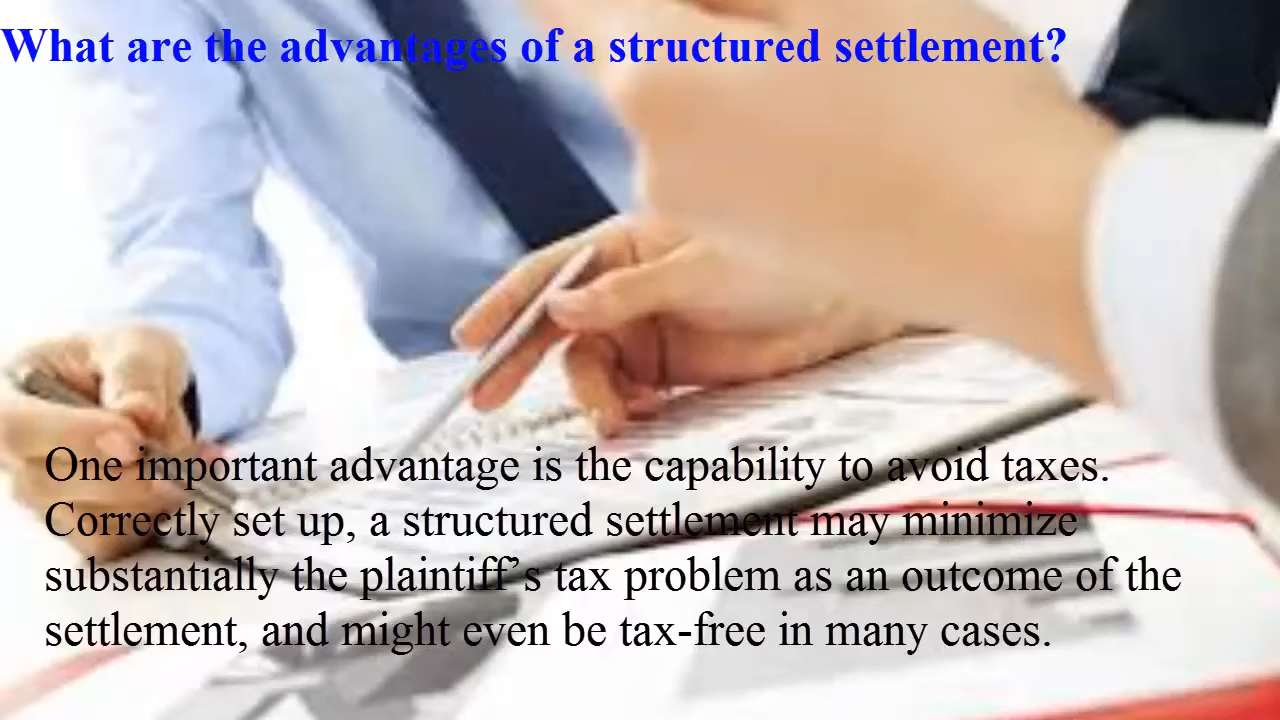 What are the advantages of a structured settlement?
One important advantage is the capability to avoid taxes.
Correctly set up, a structured settlement may minimize
substantially the plaintiff’s tax problem as an outcome of the
settlement, and might even be tax-free in many cases.